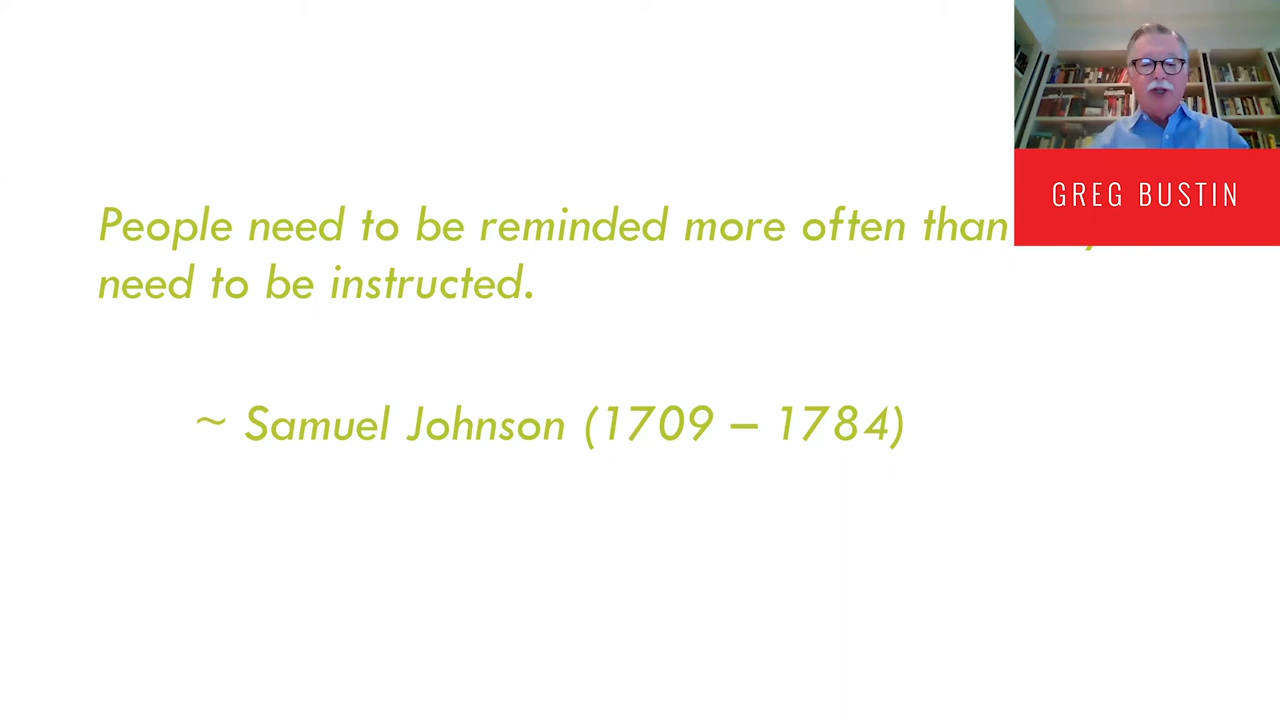 People need to be reminded more often than
need to be instructed.
~ Samuel Johnson (1709 – 1784)
GREG BUSTIN